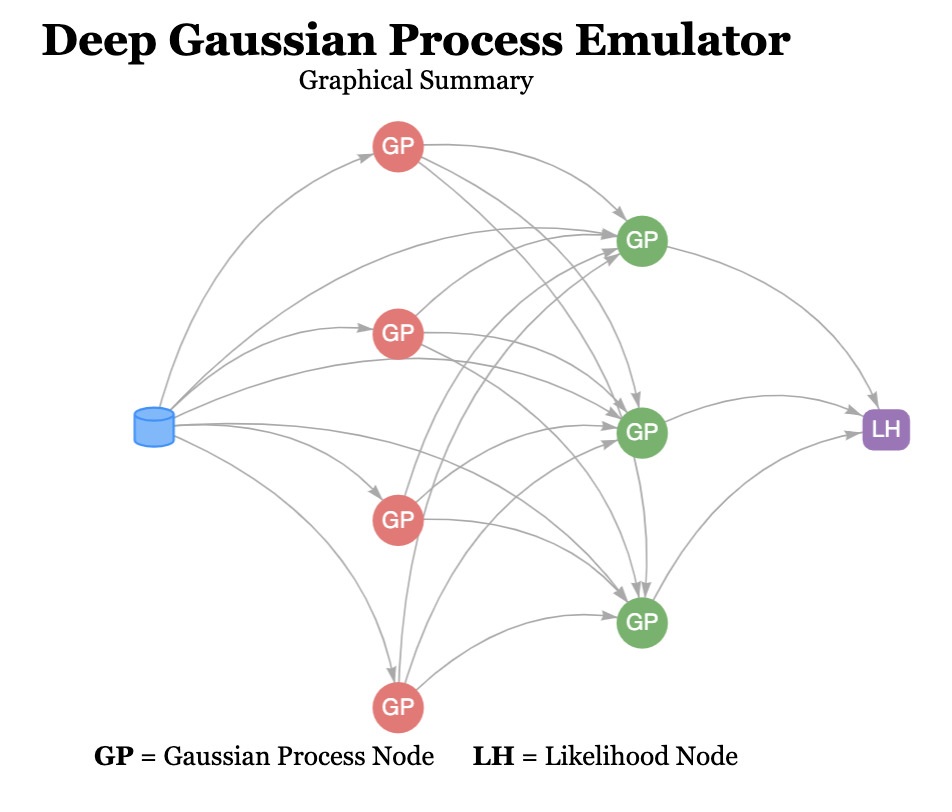 Deep Gaussian Process Emulator
Graphical Summary
GP
GP
GP
GP
LH
GP
GP
GP
GP = Gaussian Process Node LH = Likelihood Node